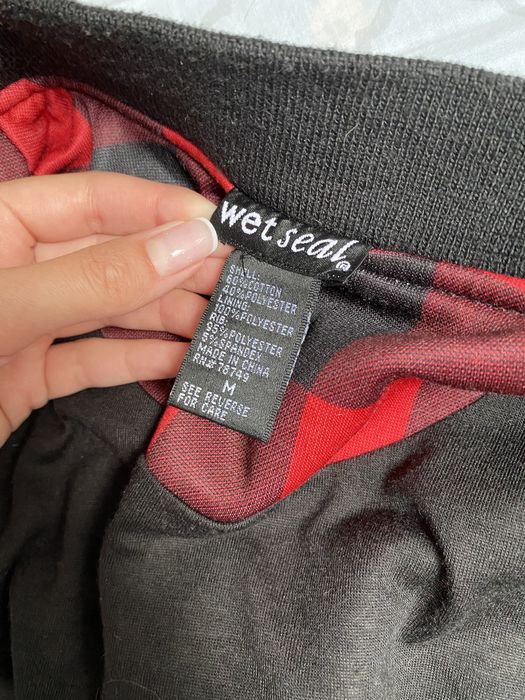 wet seal®
SHELL:
60%COTTON
40%POLYESTER
LINING:
100%POLYESTER
RIB:
95%POLYESTER
5%SPANDEX
MADE IN CHINA
RN#78749
M
SEE REVERSE
FOR CARE